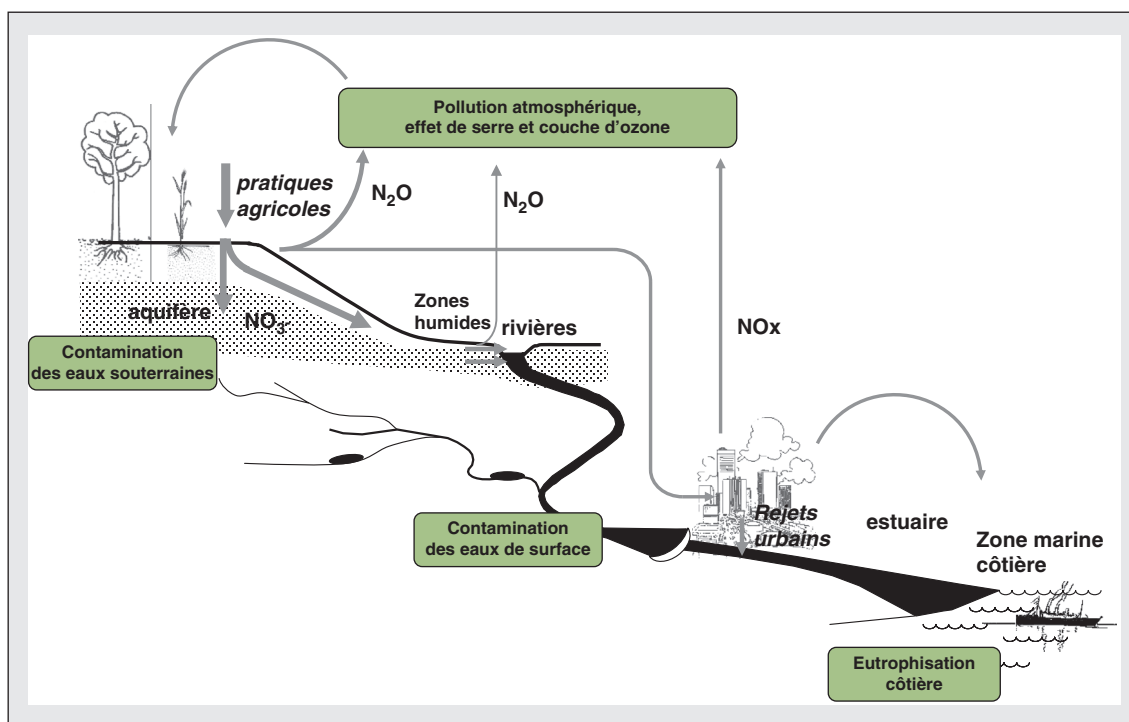 Pollution atmosphérique,
effet de serre et couche d'ozone
pratiques
agricoles
N₂O
N₂O
aquifère
NO₃-
Zones
humides
rivières
NOx
Contamination
des eaux souterraines
Contamination
des eaux de surface
Rejets
urbains
estuaire
Zone marine
côtière
Eutrophisation
côtière